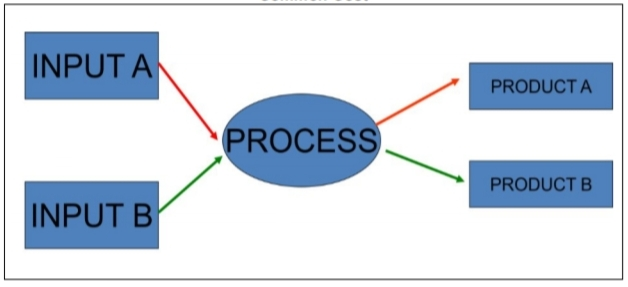 INPUT A
PROCESS
INPUT B
PRODUCT A
PRODUCT B